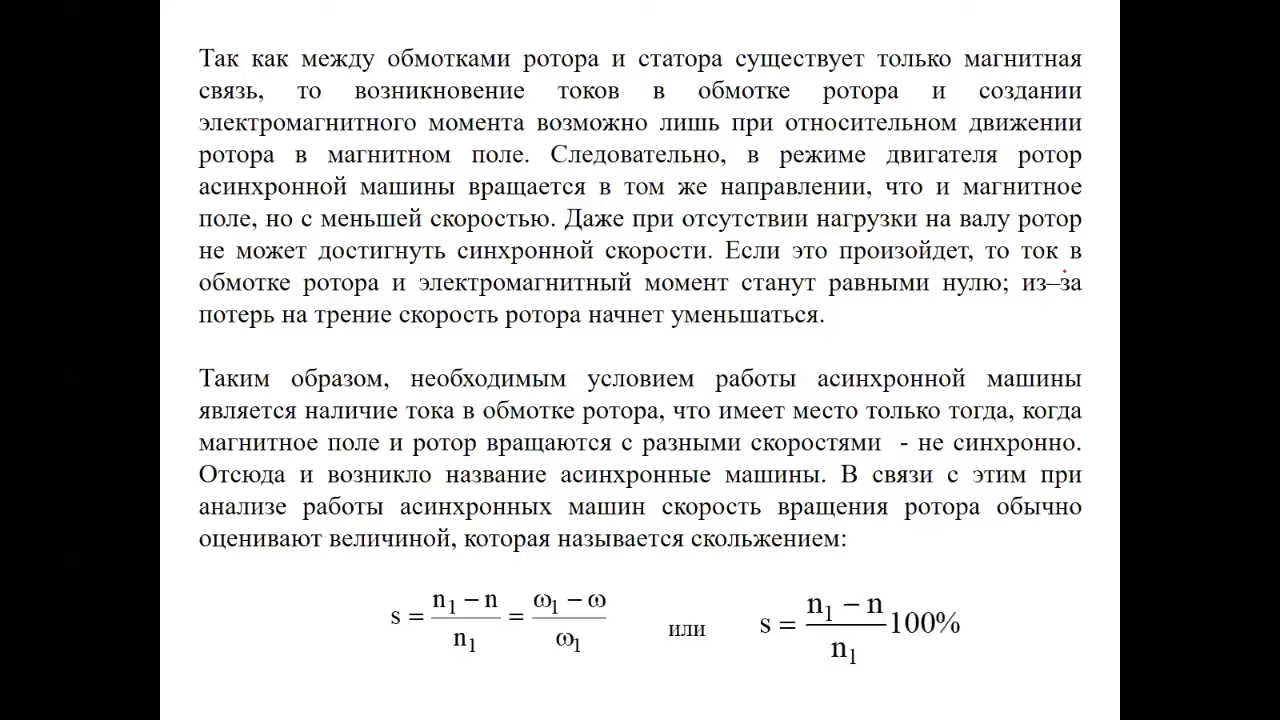 Так как между обмотками ротора и статора существует только магнитная
связь, то возникновение токов в обмотке ротора и создании
электромагнитного момента возможно лишь при относительном движении
ротора в магнитном поле. Следовательно, в режиме двигателя ротор
асинхронной машины вращается в том же направлении, что и магнитное
поле, но с меньшей скоростью. Даже при отсутствии нагрузки на валу ротор
не может достигнуть синхронной скорости. Если это произойдет, то ток в
обмотке ротора и электромагнитный момент станут равными нулю; из–за
потерь на трение скорость ротора начнет уменьшаться.
Таким образом, необходимым условием работы асинхронной машины
является наличие тока в обмотке ротора, что имеет место только тогда, когда
магнитное поле и ротор вращаются с разными скоростями - не синхронно.
Отсюда и возникло название асинхронные машины. В связи с этим при
анализе работы асинхронных машин скорость вращения ротора обычно
оценивают величиной, которая называется скольжением:
s = (n₁ − n)/n₁ = (ω₁ − ω)/ω₁ или s = (n₁ − n)/n₁ 100%